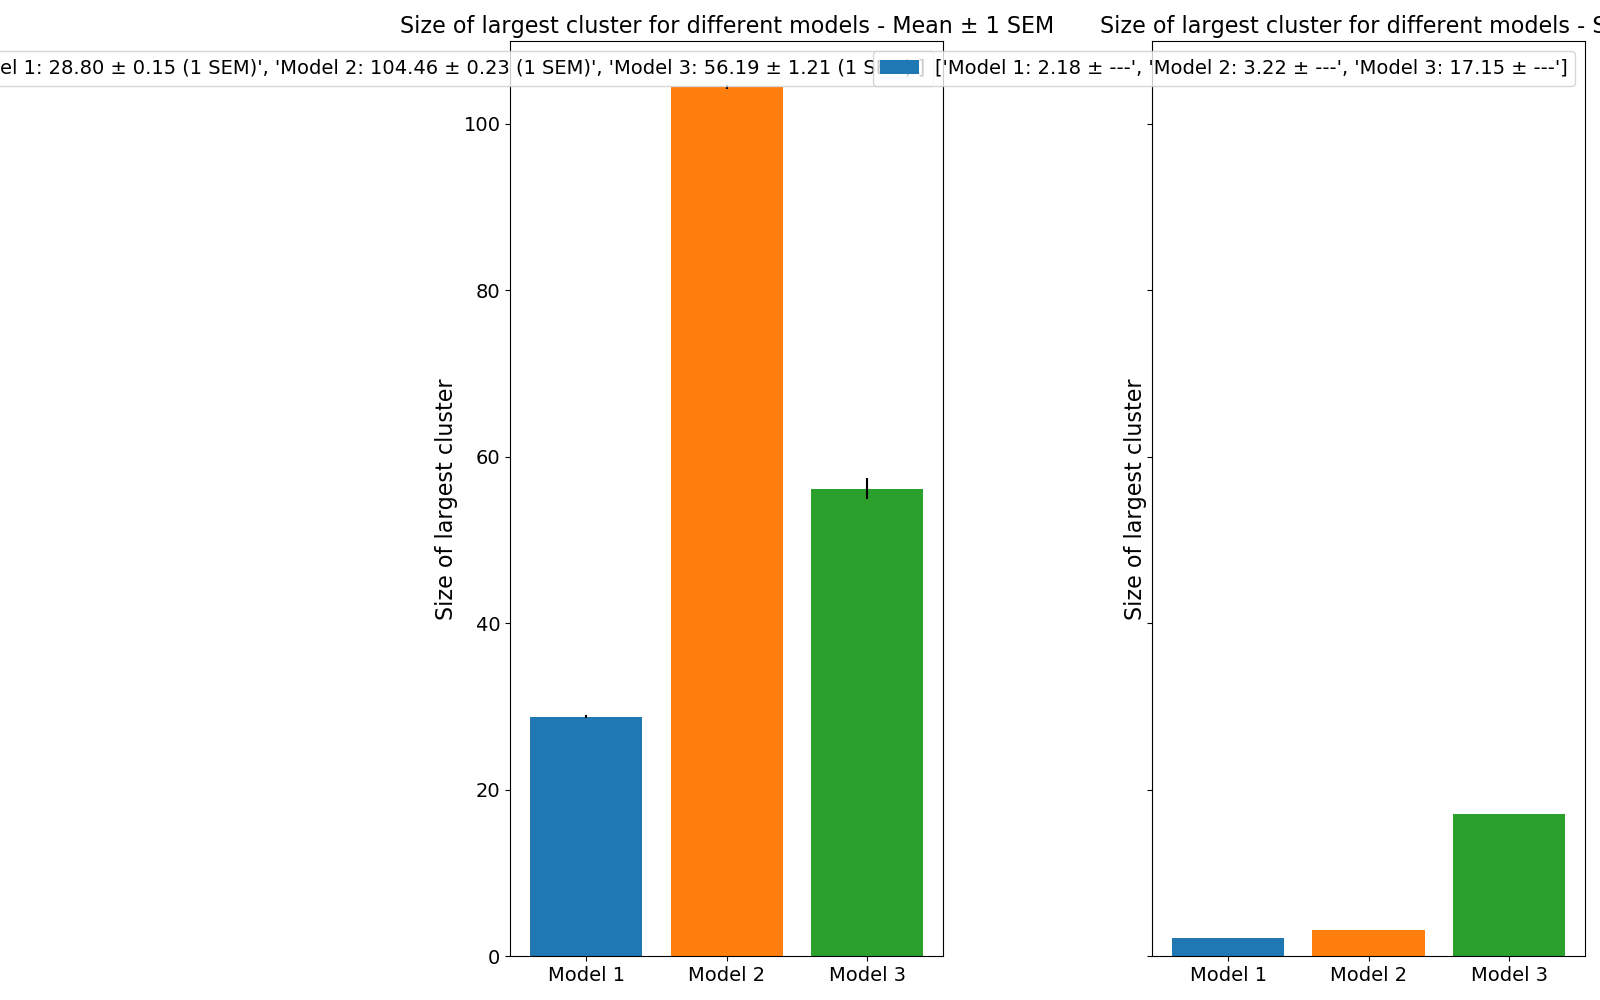 Size of largest cluster for different models - Mean ± 1 SEM
Size of largest cluster for different models -
el 1: 28.80 ± 0.15 (1 SEM)', 'Model 2: 104.46 ± 0.23 (1 SEM)', 'Model 3: 56.19 ± 1.21 (1
['Model 1: 2.18 ± ---', 'Model 2: 3.22 ± ---', 'Model 3: 17.15 ± ---']
100
80
60
40
20
0
Size of largest cluster
Model 1 Model 2 Model 3
Size of largest cluster
Model 1 Model 2 Model 3